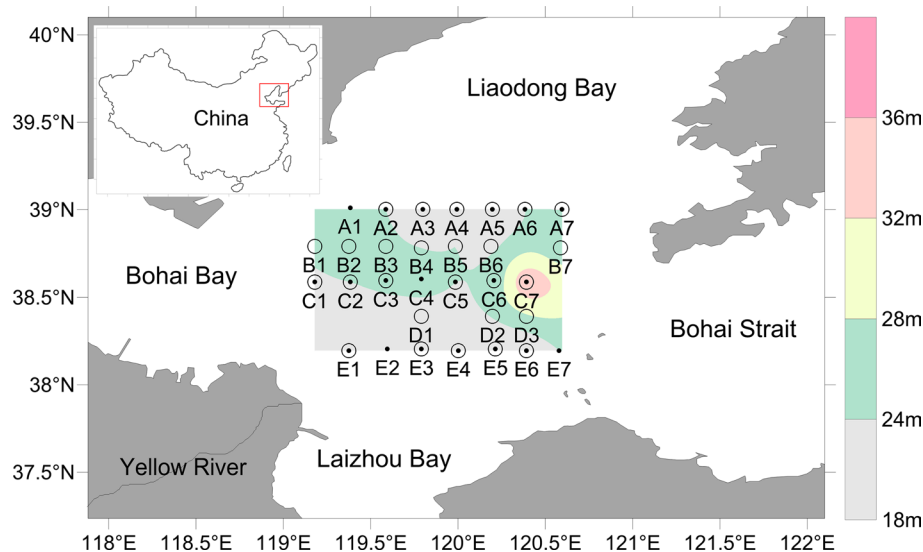 40°N
39.5°N
39°N
38.5°N
38°N
37.5°N
China
Liaodong Bay
Bohai Bay
Bohai Strait
Laizhou Bay
Yellow River
A1 A2 A3 A4 A5 A6 A7
B1 B2 B3 B4 B5 B6 B7
C1 C2 C3 C4 C5 C6 C7
D1 D2 D3
E1 E2 E3 E4 E5 E6 E7
118°E 118.5°E 119°E 119.5°E 120°E 120.5°E 121°E 121.5°E 122°E
36m
32m
28m
24m
18m